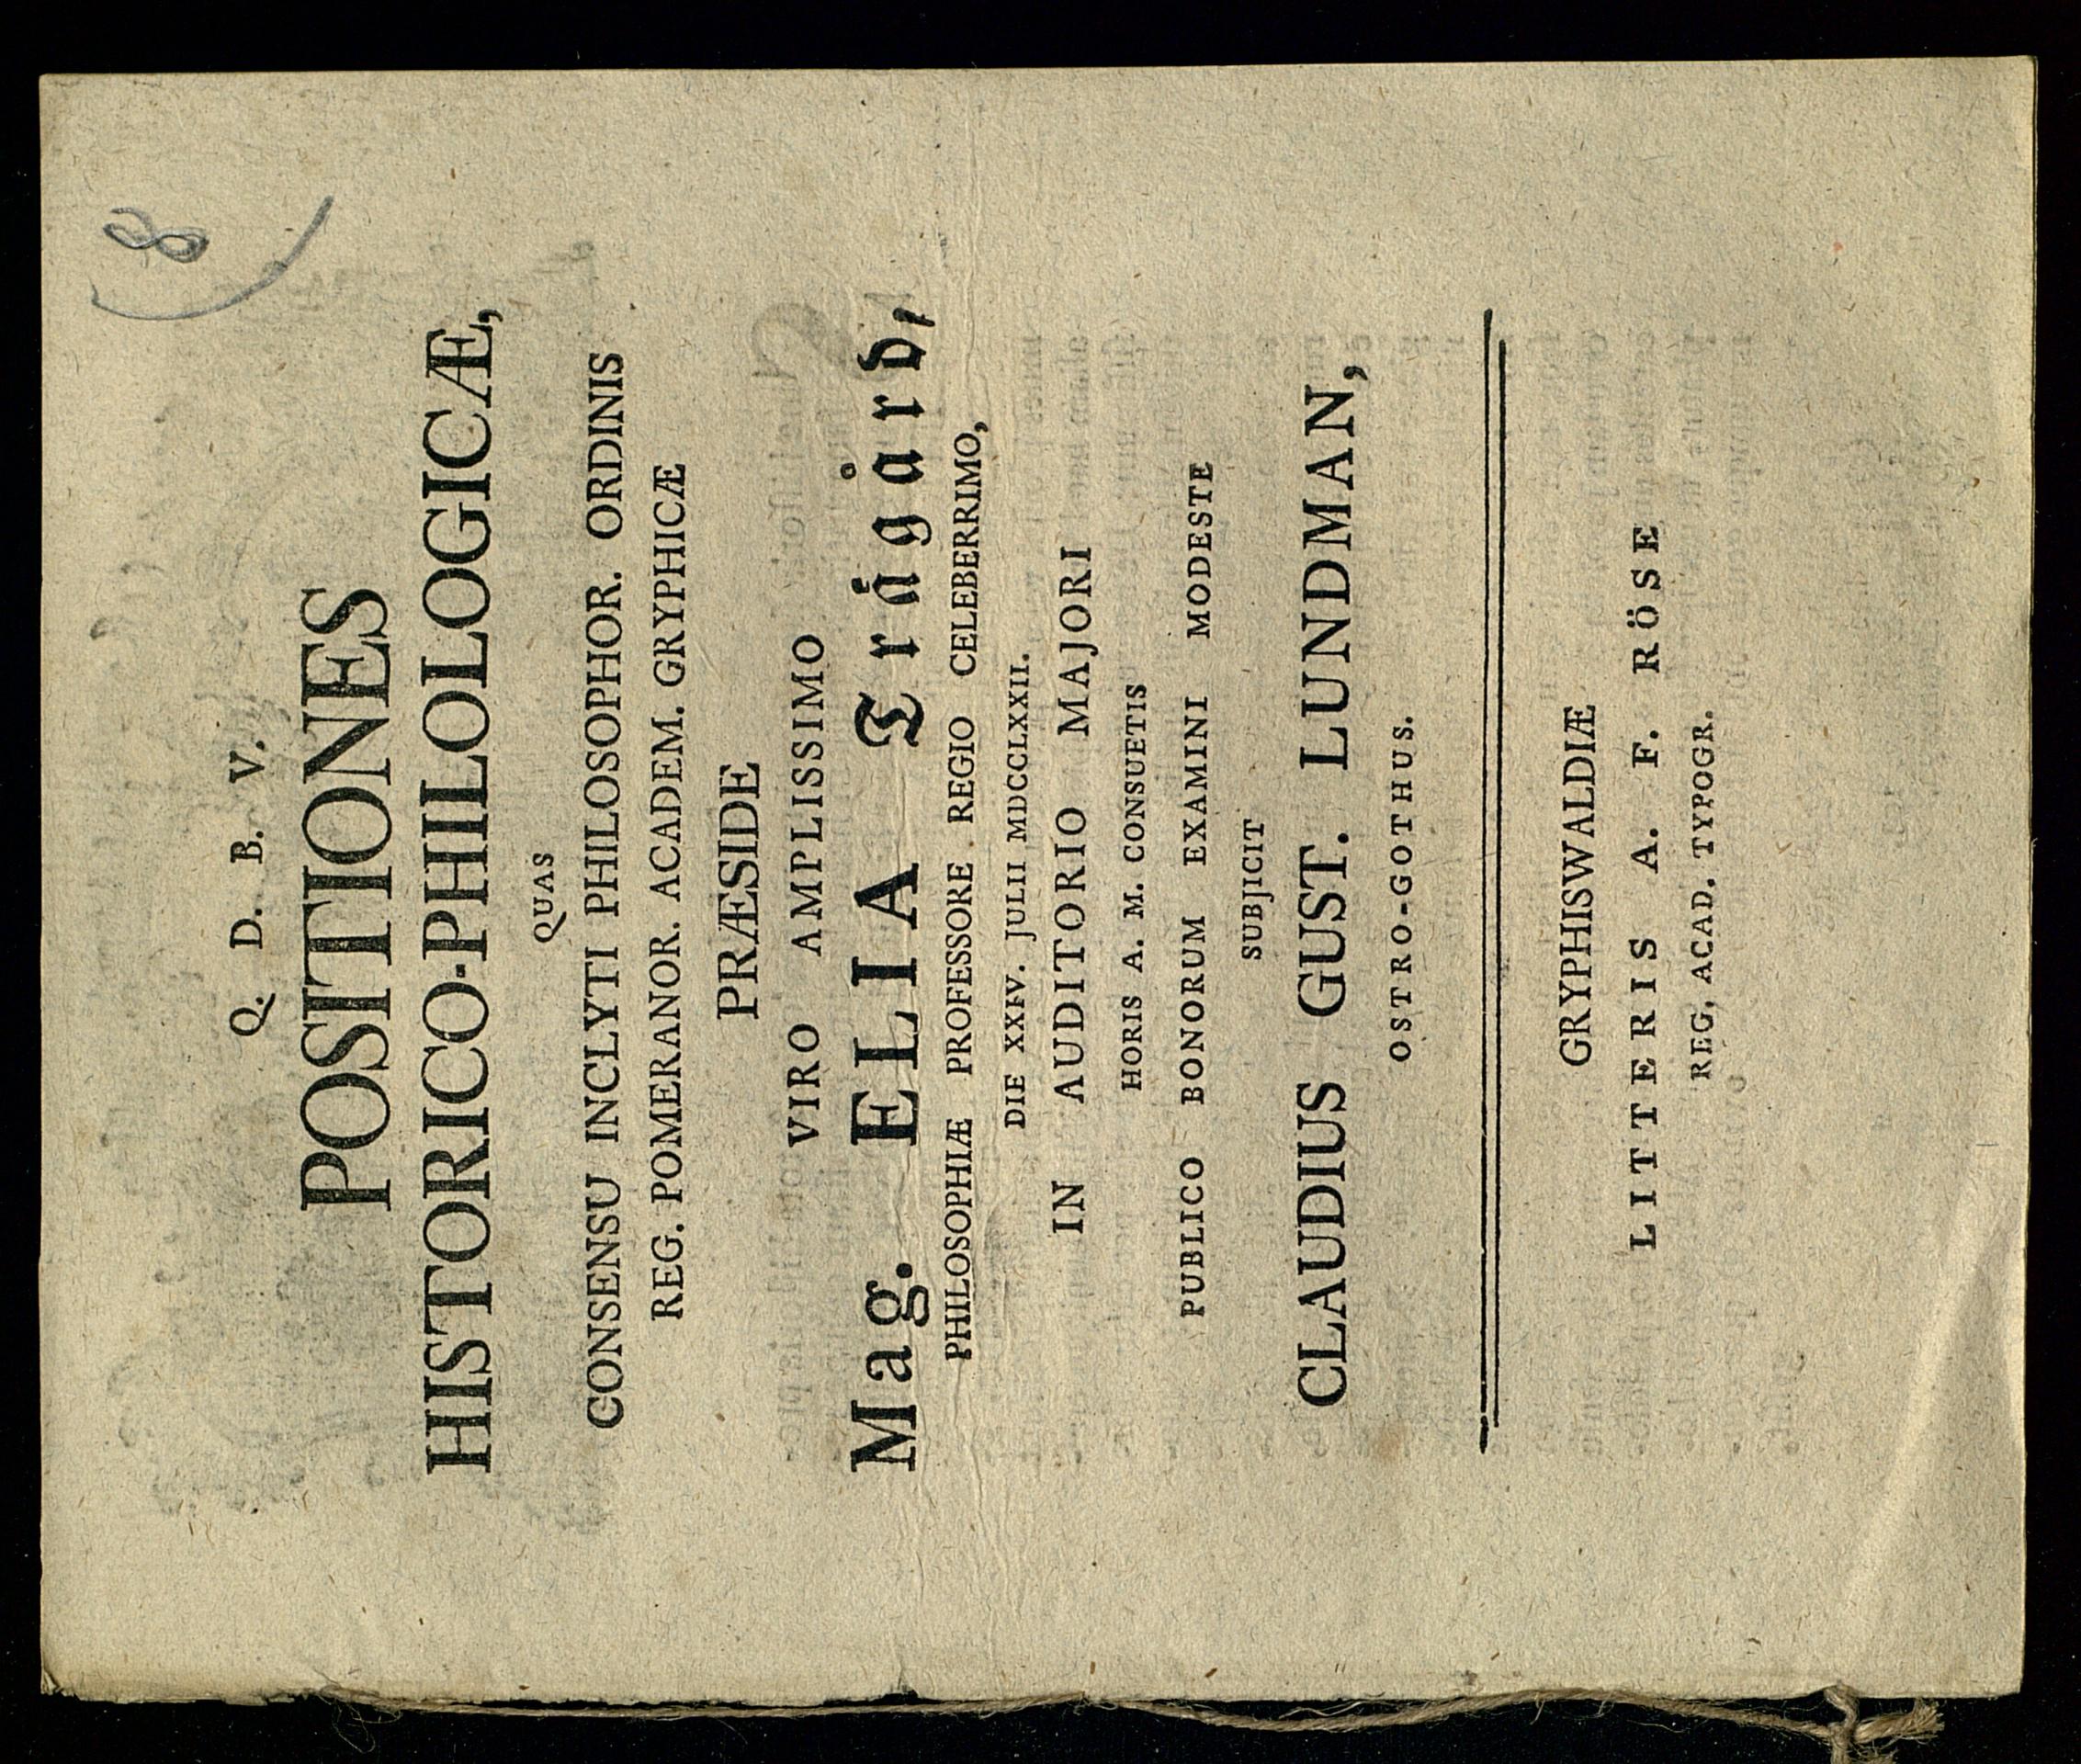 8
Q. D. B. V.
POSITIONES
HISTORICO-PHILOLOGICÆ,
QUAS
CONSENSU INCLYTI PHILOSOPHOR. ORDINIS
REG. POMERANOR. ACADEM. GRYPHICÆ
PRÆSIDE
VIRO AMPLISSIMO
Mag. ELIA Trägård,
PHILOSOPHIÆ PROFESSORE REGIO CELEBERRIMO,
DIE XXIV. JULII MDCCLXXII.
IN AUDITORIO MAJORI
HORIS A. M. CONSUETIS
PUBLICO BONORUM EXAMINI MODESTE
SUBJICIT
CLAUDIUS GUST. LUNDMAN,
OSTRO-GOTHUS.
GRYPHISWALDIÆ
LITTERIS A. F. RÖSE
REG. ACAD. TYPOGR.